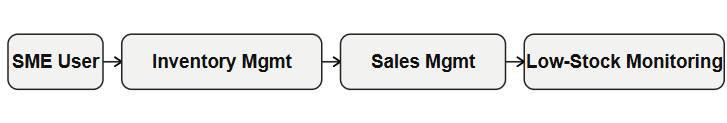 SME User
Inventory Mgmt
Sales Mgmt
Low-Stock Monitoring